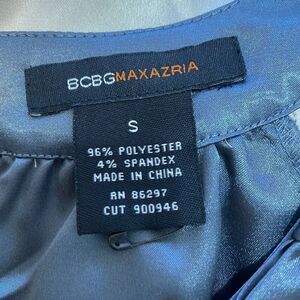 BCBGMAXAZRIA
S
96% POLYESTER
4% SPANDEX
MADE IN CHINA
RN 86297
CUT 900946